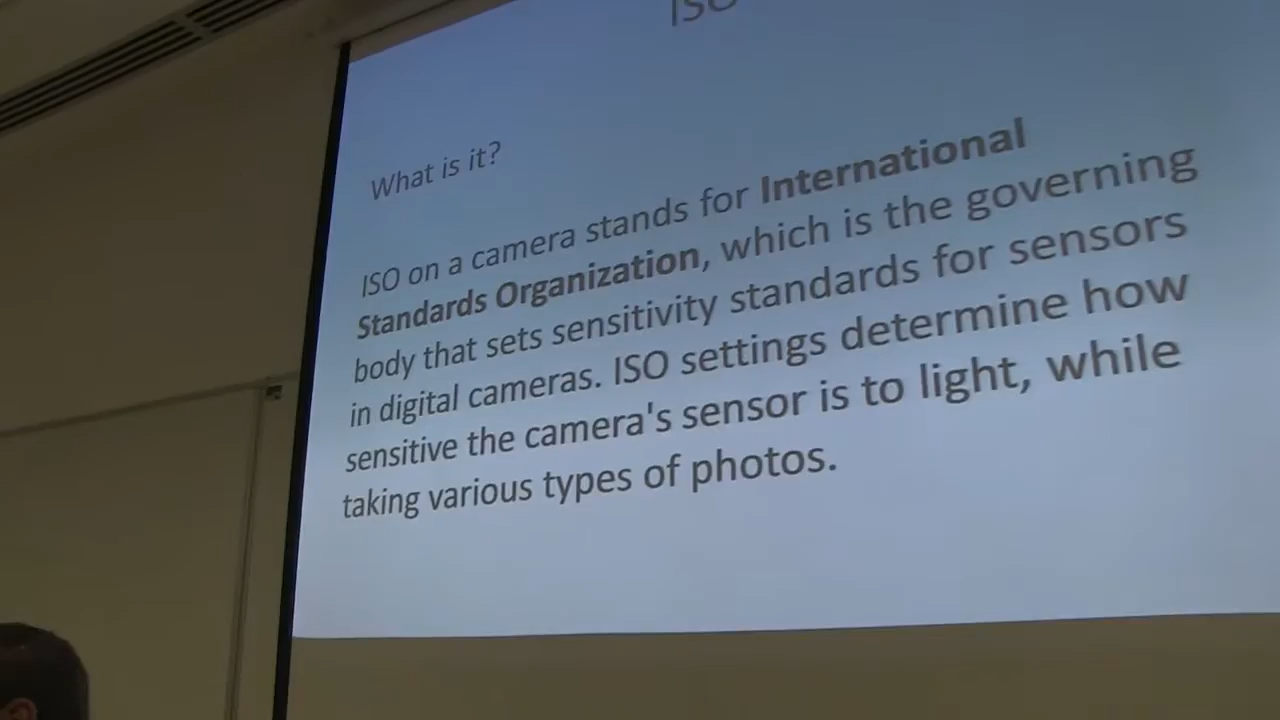 ISO
What is it?
ISO on a camera stands for International
Standards Organization, which is the governing
body that sets sensitivity standards for sensors
in digital cameras. ISO settings determine how
sensitive the camera's sensor is to light, while
taking various types of photos.